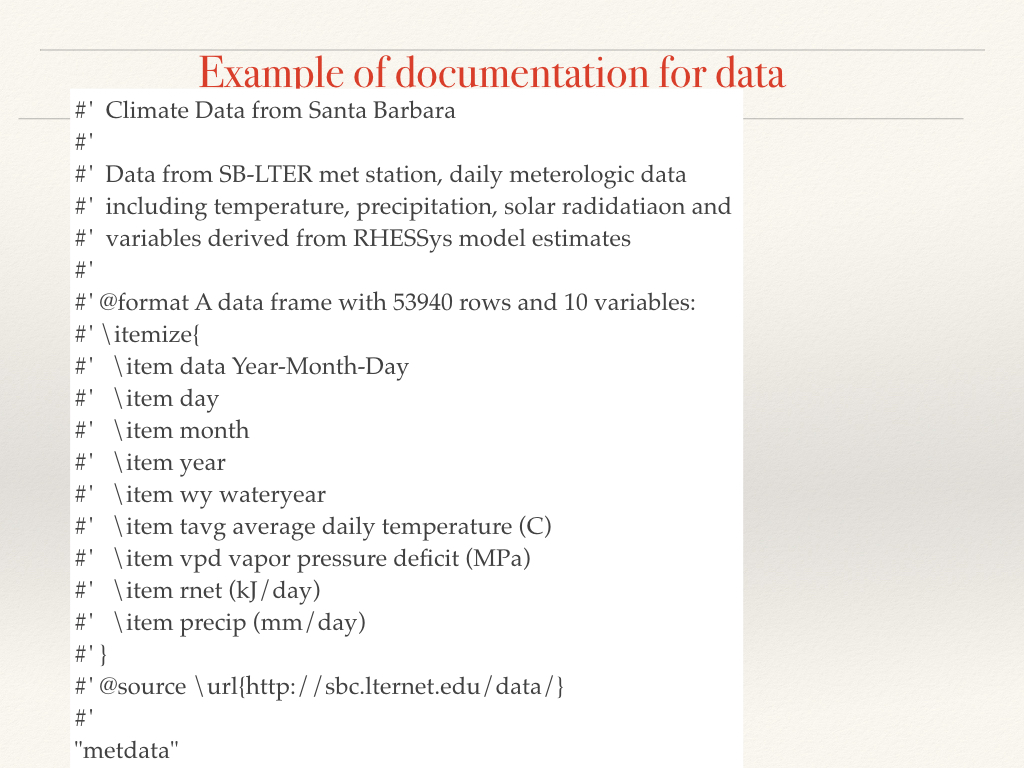 Example of documentation for data
#'  Climate Data from Santa Barbara
#'
#'  Data from SB-LTER met station, daily meterologic data
#'  including temperature, precipitation, solar radidatiaon and
#'  variables derived from RHESSys model estimates
#'
#' @format A data frame with 53940 rows and 10 variables:
#' \itemize{
#'   \item data Year-Month-Day
#'   \item day
#'   \item month
#'   \item year
#'   \item wy wateryear
#'   \item tavg average daily temperature (C)
#'   \item vpd vapor pressure deficit (MPa)
#'   \item rnet (kJ/day)
#'   \item precip (mm/day)
#' }
#' @source \url{http://sbc.lternet.edu/data/}
#'
"metdata"